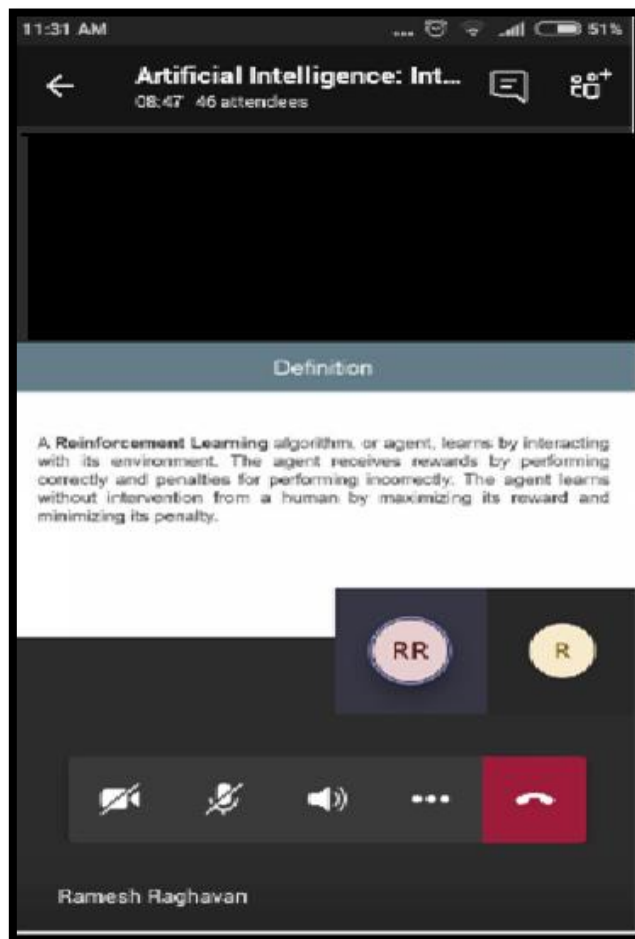 11:31 AM ... 51%
Artificial Intelligence: Int...
08:47 46 attendees
Definition
A Reinforcement Learning algorithm, or agent, learns by interacting
with its environment. The agent receives rewards by performing
correctly and penalties for performing incorrectly. The agent learns
without intervention from a human by maximizing its reward and
minimizing its penalty.
RR R
Ramesh Raghavan